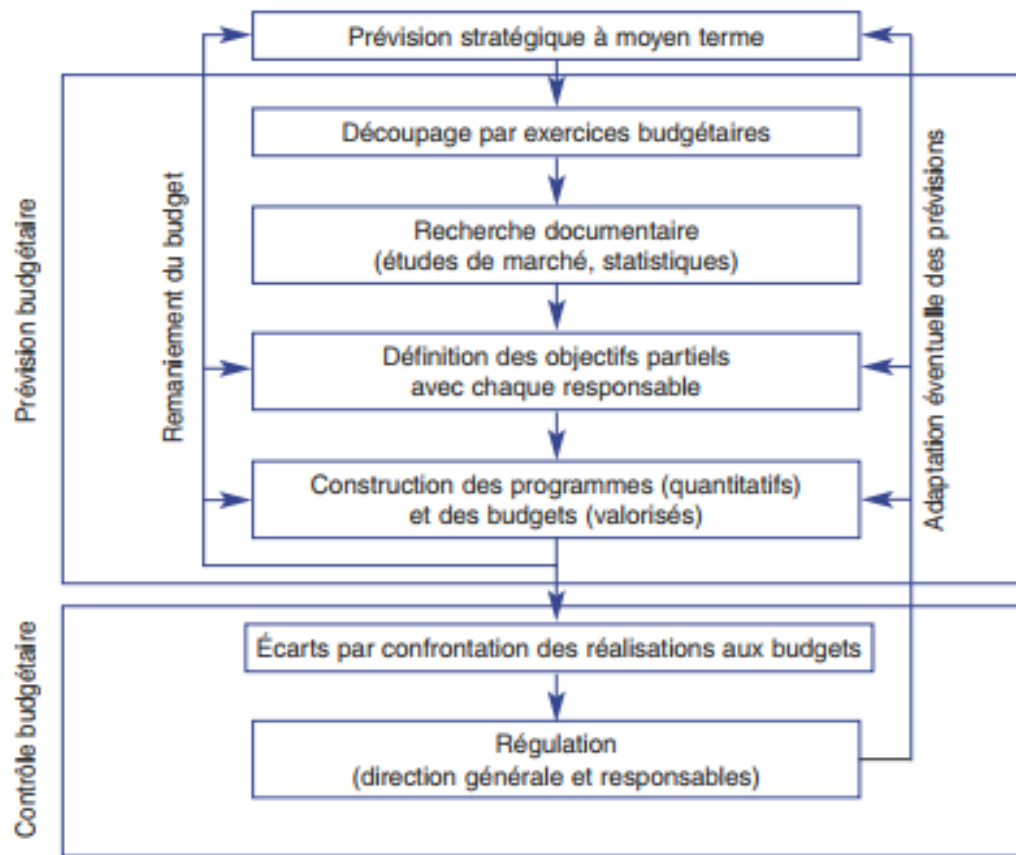 Prévision stratégique à moyen terme
Découpage par exercices budgétaires
Recherche documentaire
(études de marché, statistiques)
Définition des objectifs partiels
avec chaque responsable
Construction des programmes (quantitatifs)
et des budgets (valorisés)
Écarts par confrontation des réalisations aux budgets
Régulation
(direction générale et responsables)
Prévision budgétaire
Contrôle budgétaire
Remaniement du budget
Adaptation éventuelle des prévisions